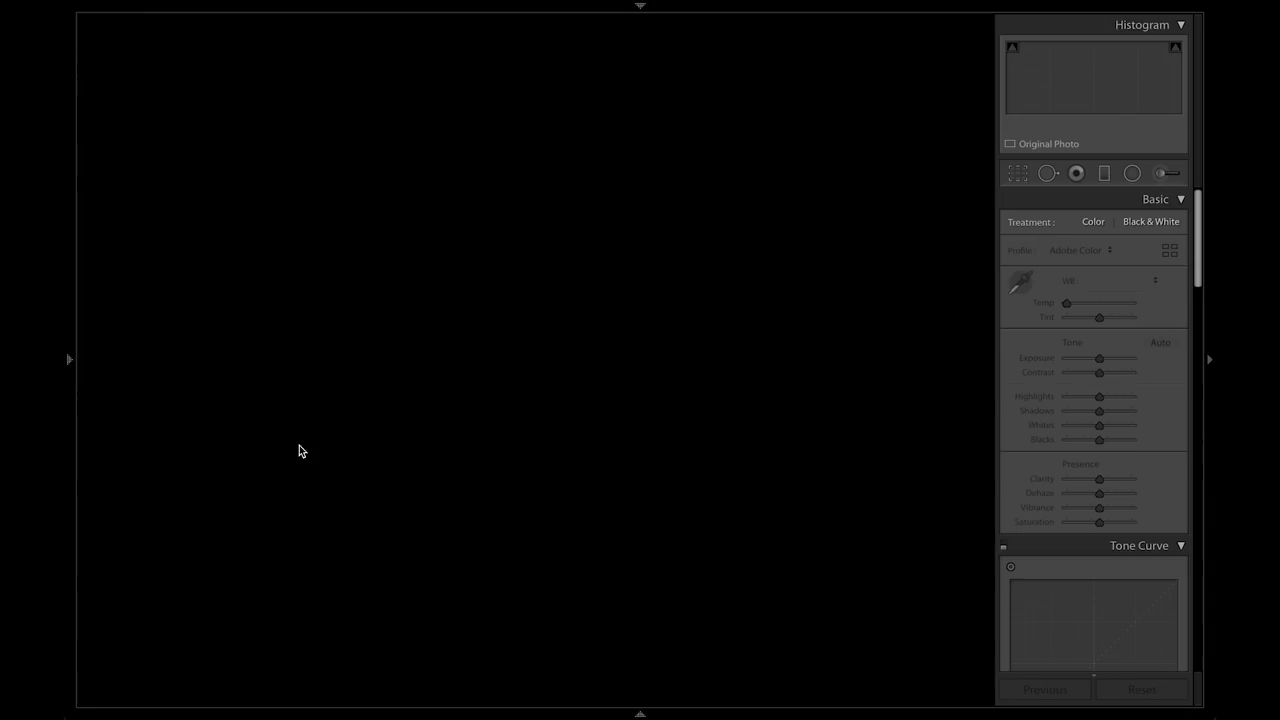 Histogram
Original Photo
Basic
Treatment : Color | Black & White
Profile : Adobe Color
WB :
Temp
Tint
Tone Auto
Exposure
Contrast
Highlights
Shadows
Whites
Blacks
Presence
Clarity
Dehaze
Vibrance
Saturation
Tone Curve
Previous Reset